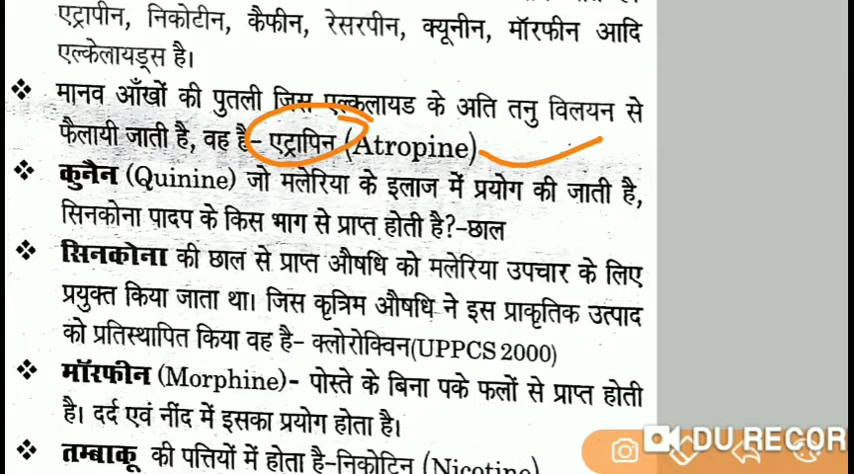 एट्रापीन, निकोटीन, कैफीन, रेसरपीन, क्यूनीन, मॉरफीन आदि
एल्केलायड्स है।
❖ मानव आँखों की पुतली जिस एल्कलायड के अति तनु विलयन से
फैलायी जाती है, वह है- एट्रापिन (Atropine)
❖ कुनैन (Quinine) जो मलेरिया के इलाज में प्रयोग की जाती है,
सिनकोना पादप के किस भाग से प्राप्त होती है?-छाल
❖ सिनकोना की छाल से प्राप्त औषधि को मलेरिया उपचार के लिए
प्रयुक्त किया जाता था। जिस कृत्रिम औषधि ने इस प्राकृतिक उत्पाद
को प्रतिस्थापित किया वह है- क्लोरोक्विन(UPPCS 2000)
❖ मॉरफीन (Morphine)- पोस्ते के बिना पके फलों से प्राप्त होती
है। दर्द एवं नींद में इसका प्रयोग होता है।
❖ तम्बाकू की पत्तियों में होता है-निकोटिन (Nicotine)
DU RECOR